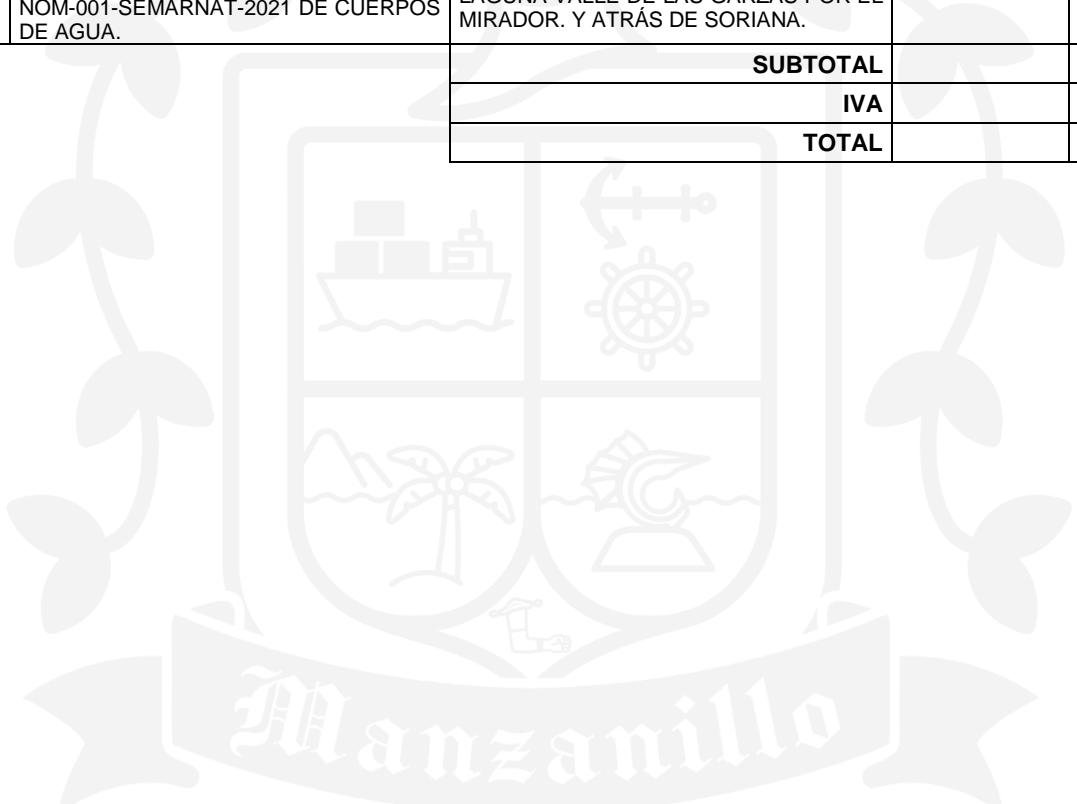 NOM-001-SEMARNAT-2021 DE CUERPOS
DE AGUA.
LAGUNA VALLE DE LAS GARZAS POR EL
MIRADOR. Y ATRÁS DE SORIANA.
SUBTOTAL
IVA
TOTAL
Manzanillo